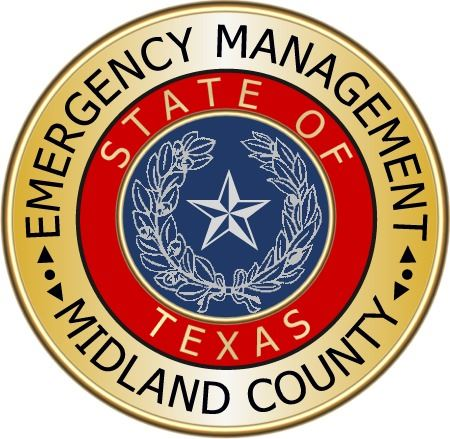 EMERGENCY MANAGEMENT
STATE OF
TEXAS
MIDLAND COUNTY